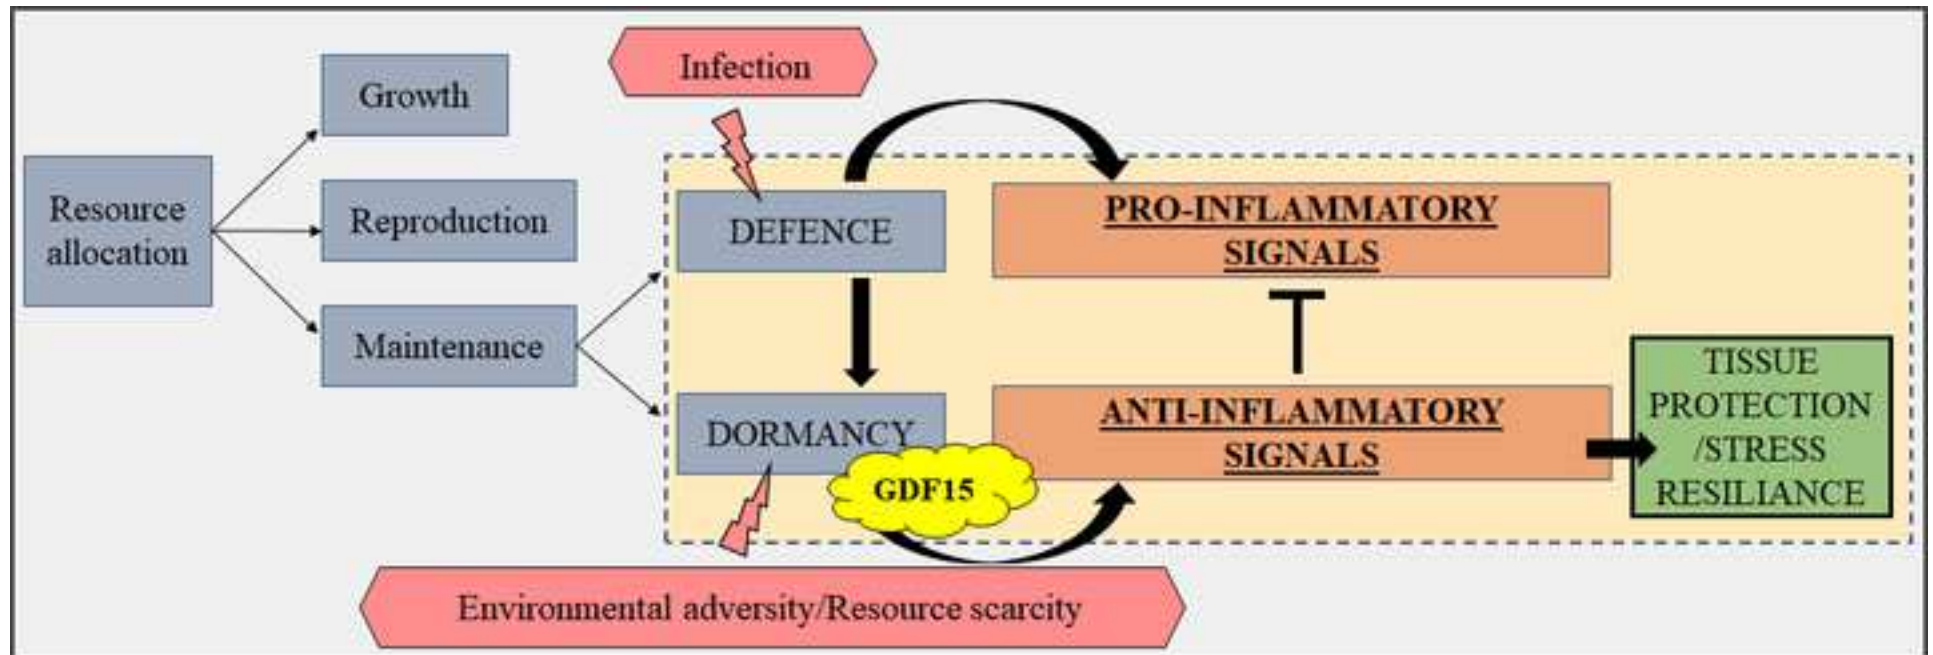 Infection
Growth
Resource
allocation
Reproduction
Maintenance
DEFENCE
PRO-INFLAMMATORY
SIGNALS
DORMANCY
GDF15
ANTI-INFLAMMATORY
SIGNALS
TISSUE
PROTECTION
/STRESS
RESILIANCE
Environmental adversity/Resource scarcity